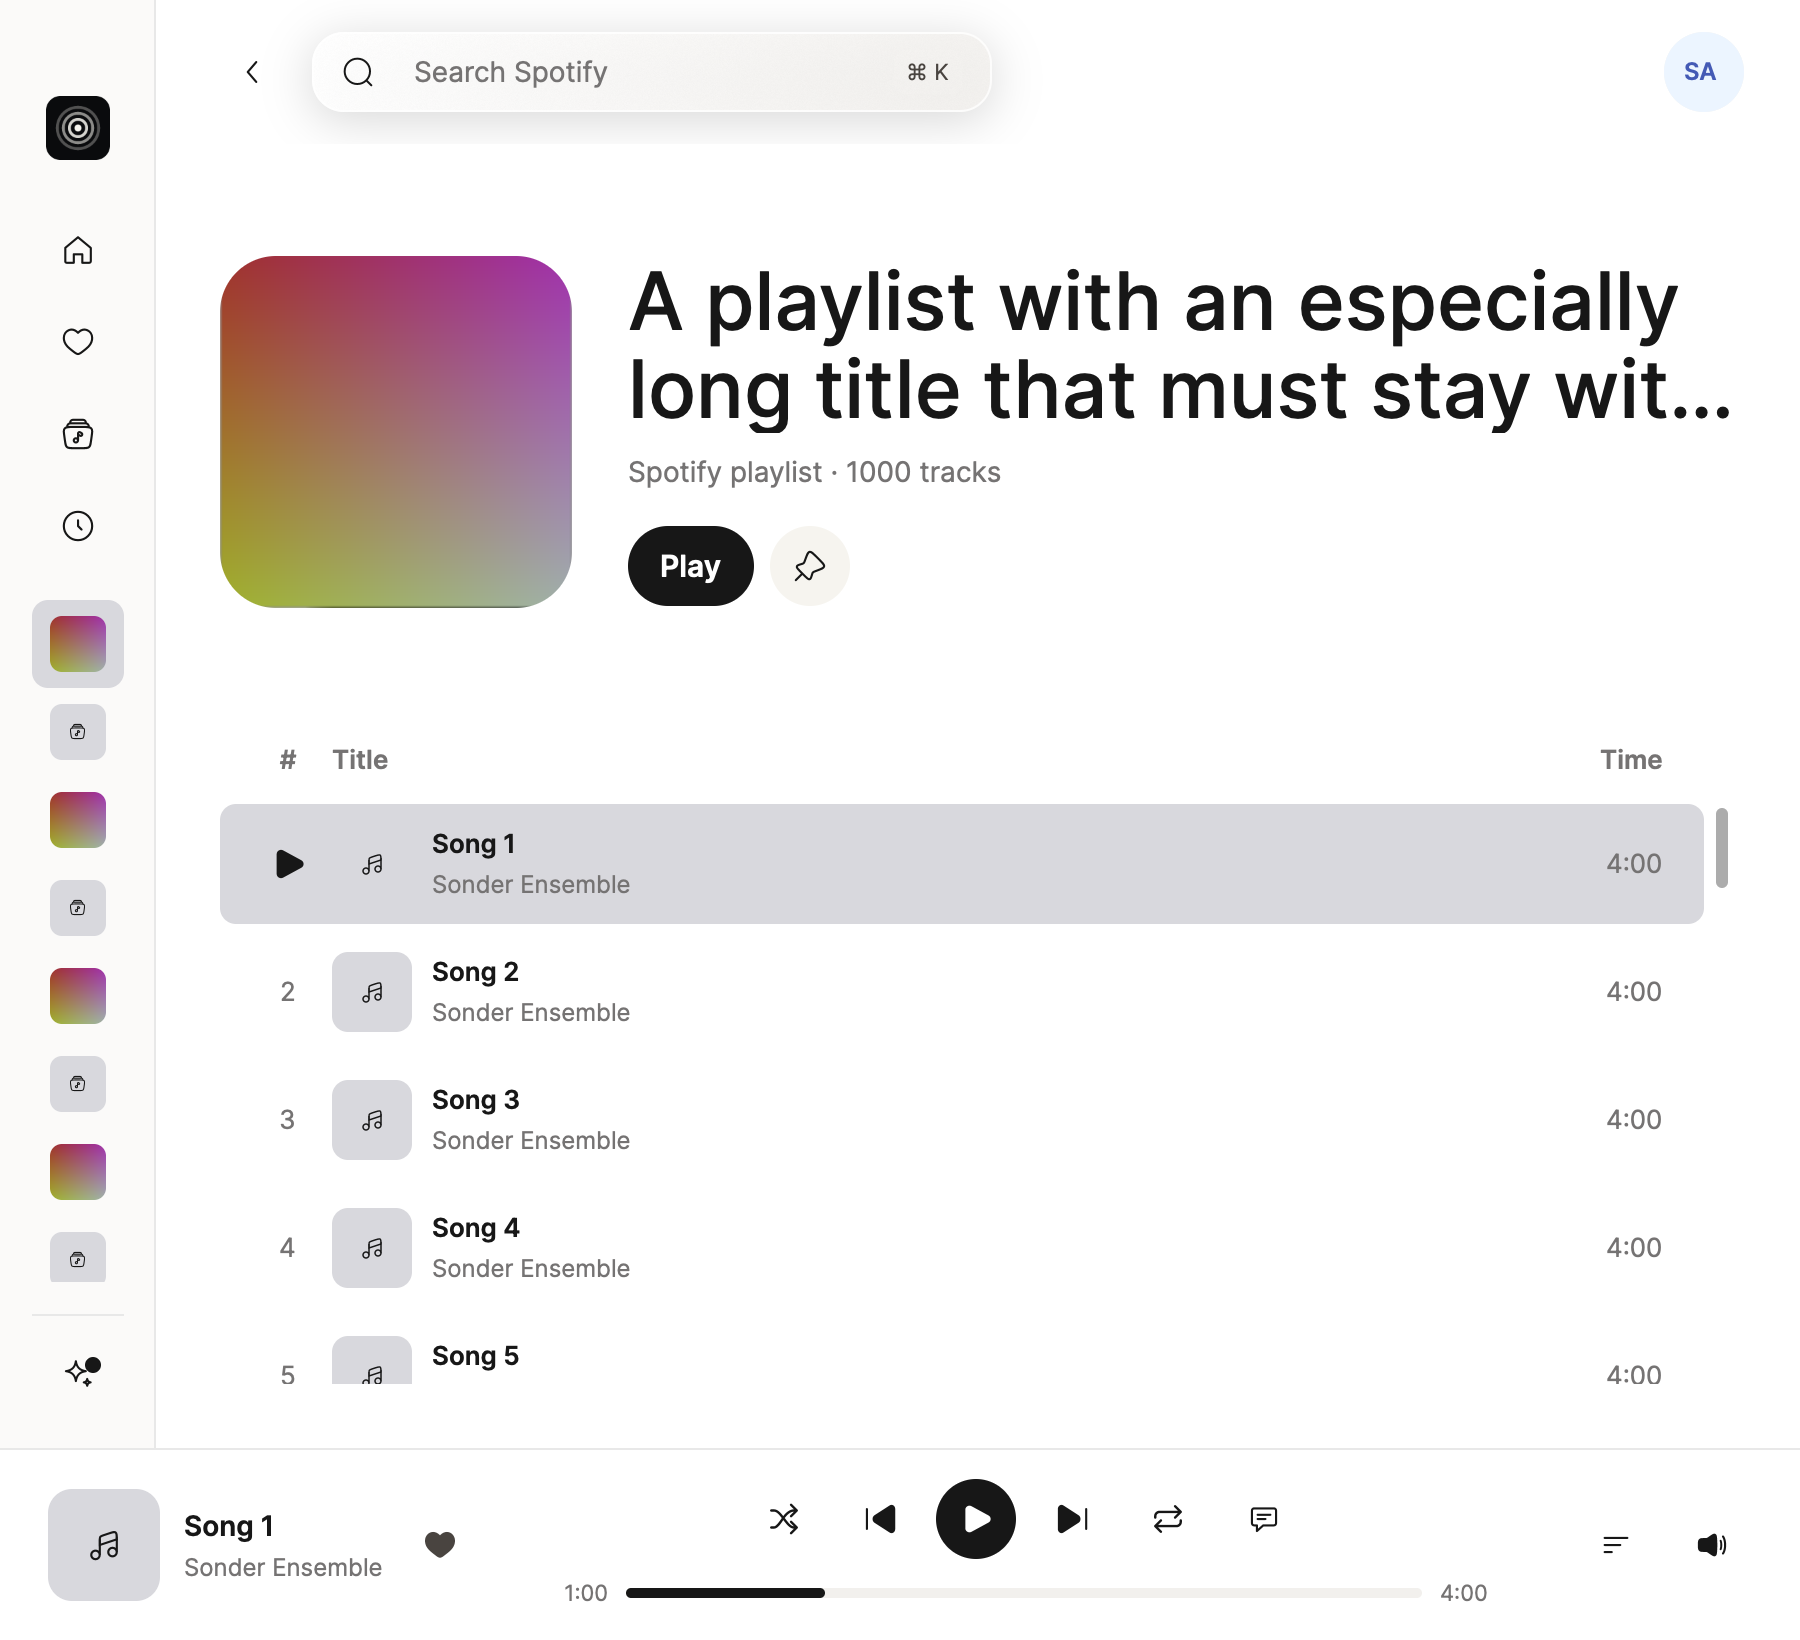 Search Spotify
⌘ K
SA
A playlist with an especially
long title that must stay wit...
Spotify playlist · 1000 tracks
Play
# Title Time
Song 1
Sonder Ensemble
4:00
2
Song 2
Sonder Ensemble
4:00
3
Song 3
Sonder Ensemble
4:00
4
Song 4
Sonder Ensemble
4:00
5
Song 5
4:00
Song 1
Sonder Ensemble
1:00
4:00